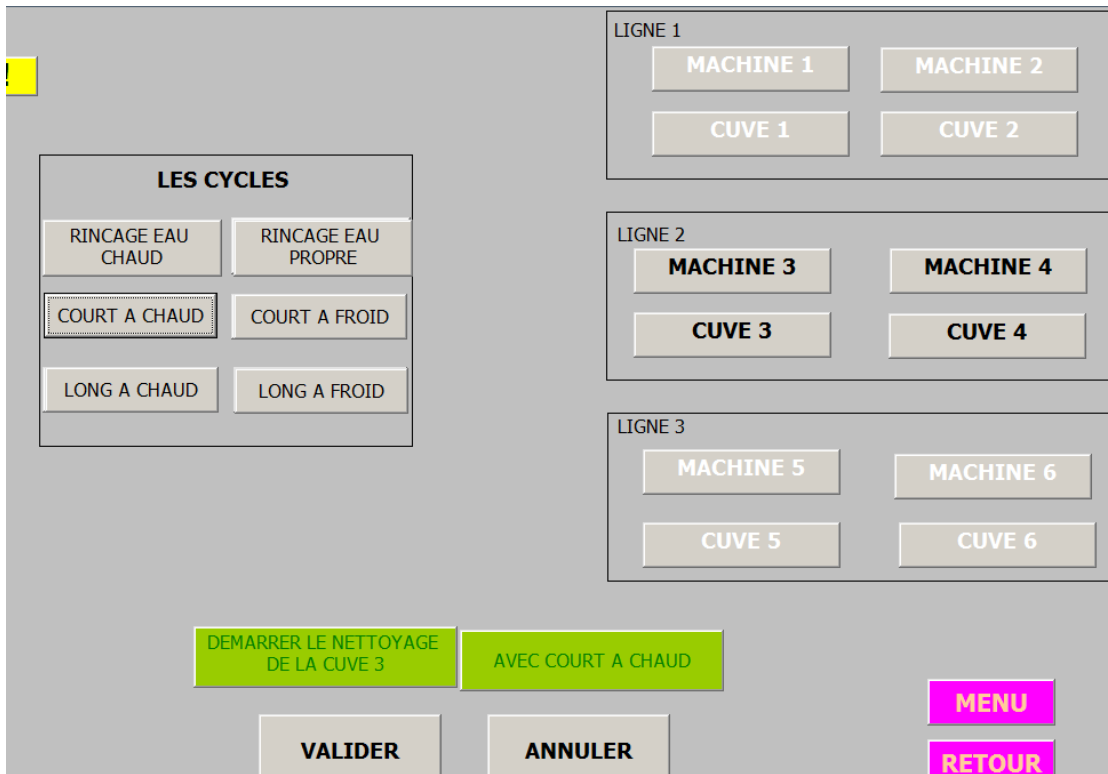 !
LES CYCLES
RINCAGE EAU
CHAUD
RINCAGE EAU
PROPRE
COURT A CHAUD
COURT A FROID
LONG A CHAUD
LONG A FROID
LIGNE 1
MACHINE 1
MACHINE 2
CUVE 1
CUVE 2
LIGNE 2
MACHINE 3
MACHINE 4
CUVE 3
CUVE 4
LIGNE 3
MACHINE 5
MACHINE 6
CUVE 5
CUVE 6
DEMARRER LE NETTOYAGE
DE LA CUVE 3
AVEC COURT A CHAUD
VALIDER
ANNULER
MENU
RETOUR